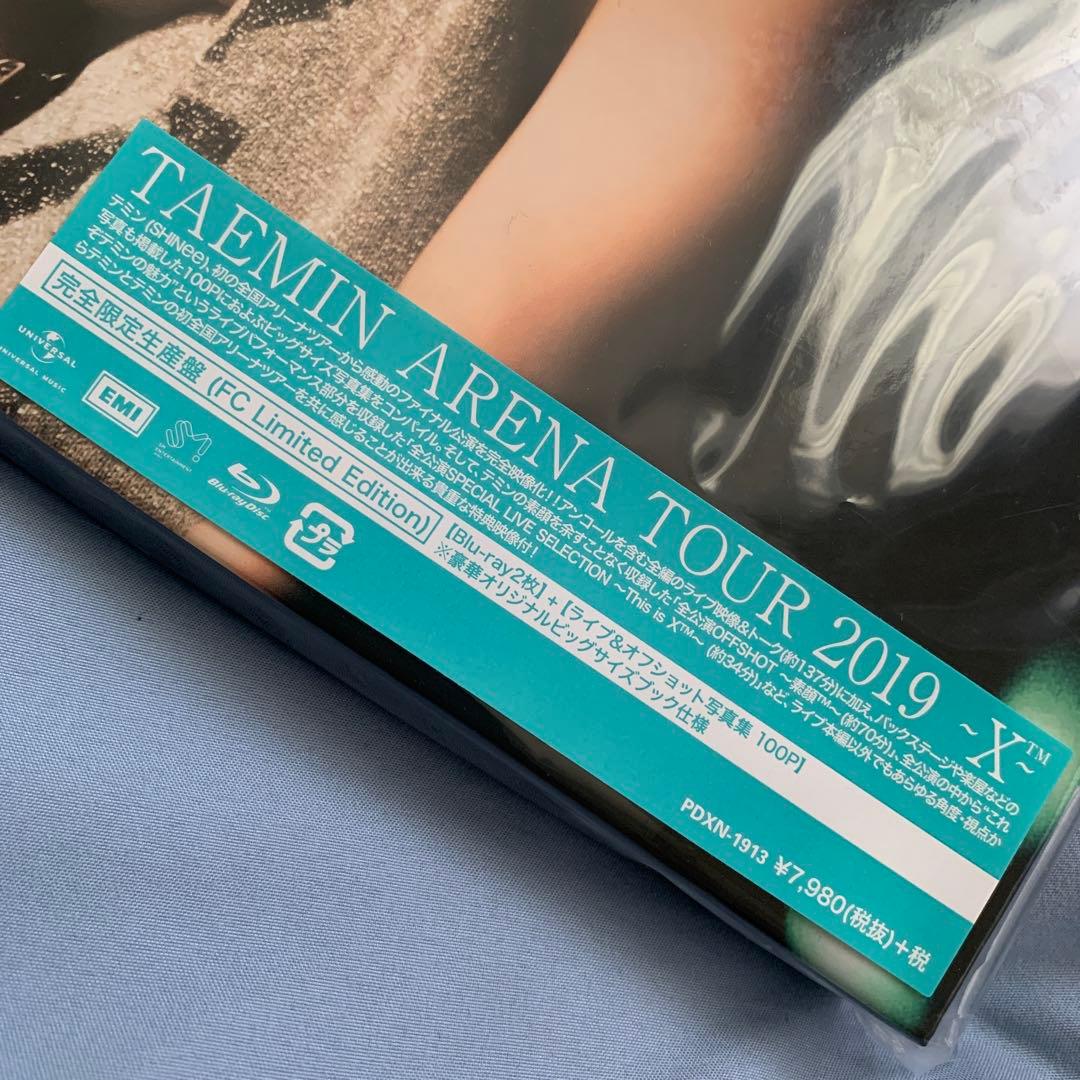 TAEMIN ARENA TOUR 2019 ~X™~
テミン(SHINee)、初の全国アリーナツアーから感動のファイナル公演を完全映像化!!アンコールを含む全編のライブ映像&トーク(約137分)に加え、バックステージや楽屋などの
写真も掲載した100Pにおよぶビッグサイズ写真集をコンパイル。そして、テミンの素顔を余すことなく収録した「全公演OFFSHOT ～素顔™～ (約70分)」、全公演の中から“これ
ぞテミンの魅力”というライブパフォーマンス部分を収録した「全公演SPECIAL LIVE SELECTION ～This is X™～ (約34分)」など、ライブ本編以外でもあらゆる角度・視点か
らテミンとテミンの初全国アリーナツアーを共に感じることが出来る貴重な特典映像付!
完全限定生産盤 (FC Limited Edition)
【Blu-ray2枚】+【ライブ&オフショット写真集 100P】
※豪華オリジナルビッグサイズブック仕様
UNIVERSAL
UNIVERSAL MUSIC
EMI
SM
ENTERTAINMENT
Blu-ray Disc™
プラ
PDXN-1913 ¥7,980(税抜)+税